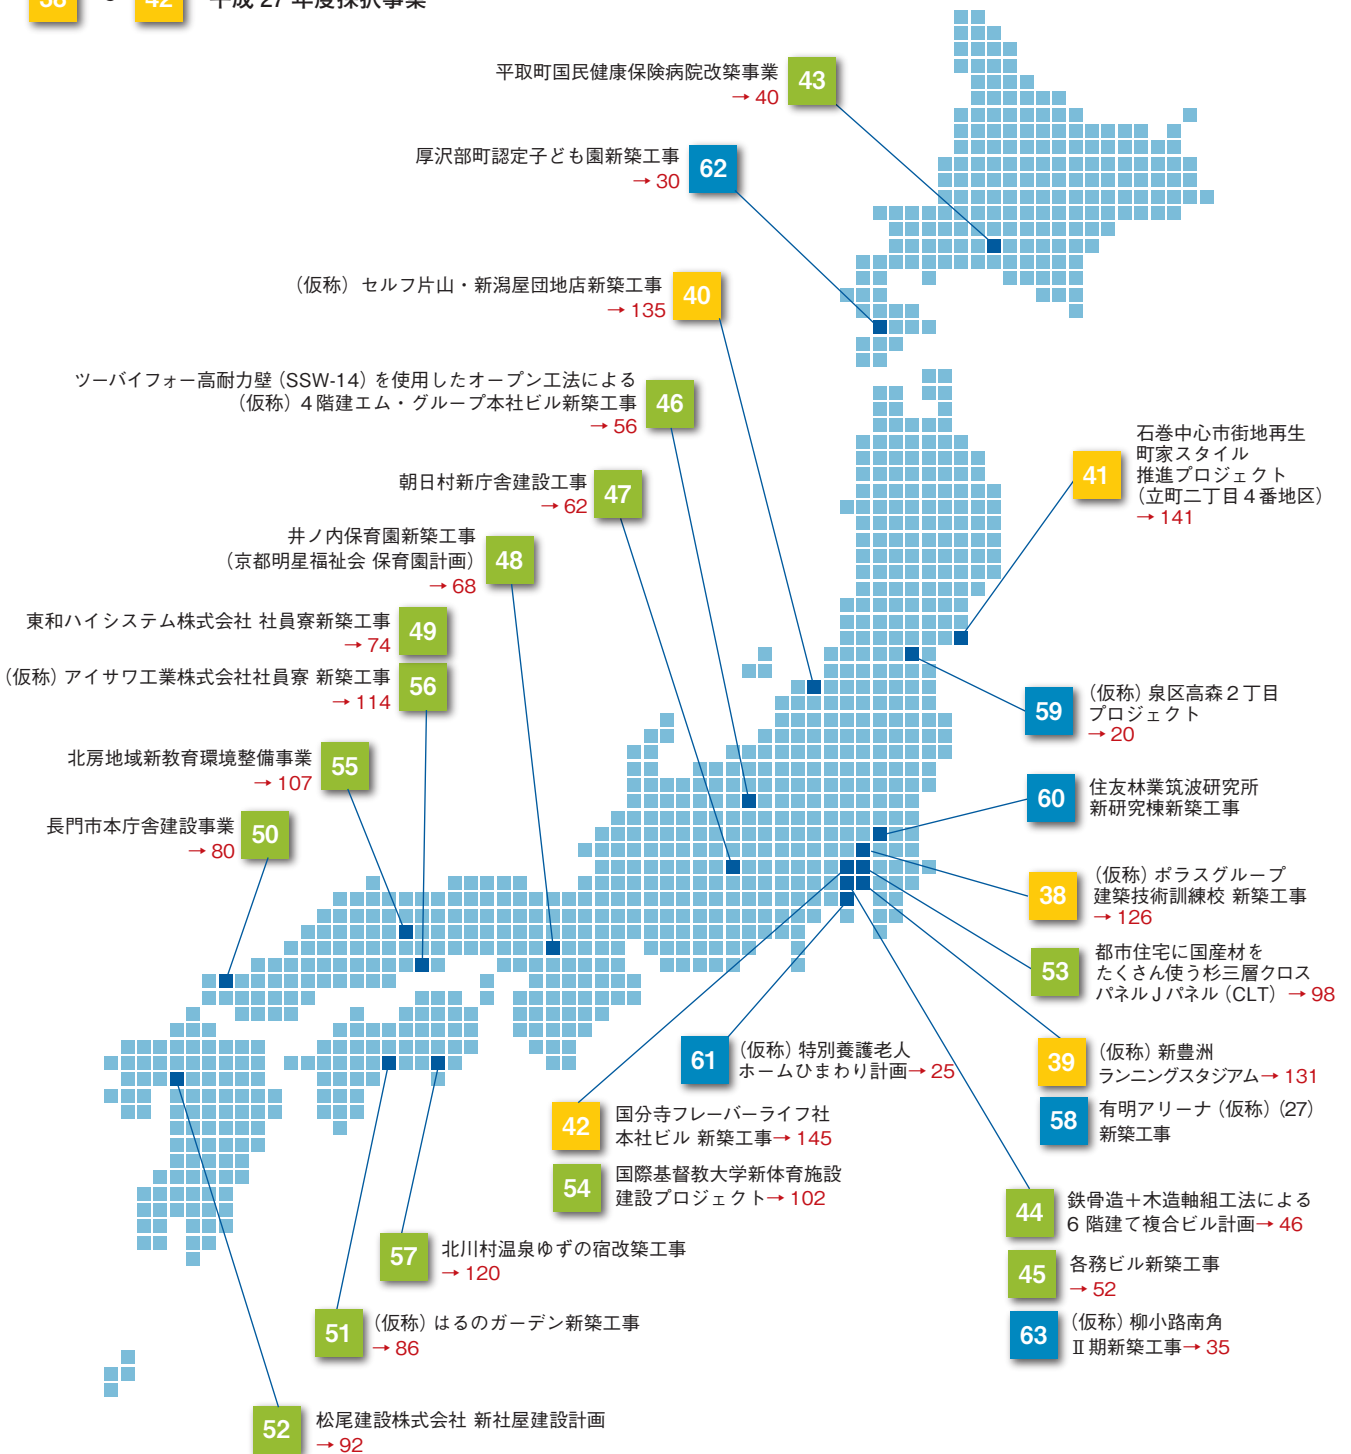 38 ～ 42 平成 27 年度採択事業
平取町国民健康保険病院改築事業
→ 40
43
厚沢部町認定子ども園新築工事
→ 30
62
（仮称）セルフ片山・新潟屋団地店新築工事
→ 135
40
ツーバイフォー高耐力壁（SSW-14）を使用したオープン工法による
（仮称）4 階建エム・グループ本社ビル新築工事
→ 56
46
41
石巻中心市街地再生
町家スタイル
推進プロジェクト
（立町二丁目 4 番地区）
→ 141
朝日村新庁舎建設工事
→ 62
47
井ノ内保育園新築工事
（京都明星福祉会 保育園計画）
→ 68
48
東和ハイシステム株式会社 社員寮新築工事
→ 74
49
（仮称）アイサワ工業株式会社社員寮 新築工事
→ 114
56
北房地域新教育環境整備事業
→ 107
55
長門市本庁舎建設事業
→ 80
50
59
（仮称）泉区高森 2 丁目
プロジェクト
→ 20
60
住友林業筑波研究所
新研究棟新築工事
38
（仮称）ポラスグループ
建築技術訓練校 新築工事
→ 126
53
都市住宅に国産材を
たくさん使う杉三層クロス
パネル J パネル（CLT） → 98
61
（仮称）特別養護老人
ホームひまわり計画→ 25
39
（仮称）新豊洲
ランニングスタジアム→ 131
58
有明アリーナ（仮称）（27）
新築工事
42
国分寺フレーバーライフ社
本社ビル 新築工事→ 145
54
国際基督教大学新体育施設
建設プロジェクト→ 102
44
鉄骨造＋木造軸組工法による
6 階建て複合ビル計画→ 46
57
北川村温泉ゆずの宿改築工事
→ 120
45
各務ビル新築工事
→ 52
51
（仮称）はるのガーデン新築工事
→ 86
63
（仮称）柳小路南角
Ⅱ期新築工事→ 35
52
松尾建設株式会社 新社屋建設計画
→ 92